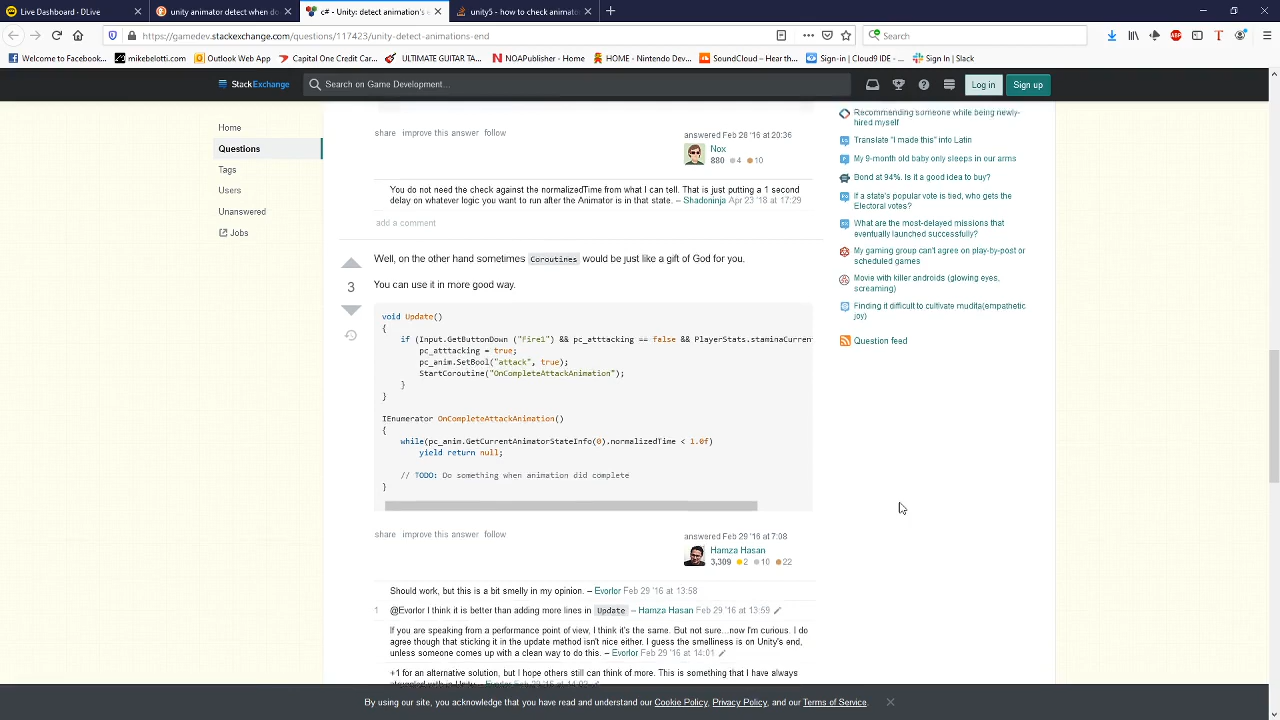 Live Dashboard - DLive
unity animator detect when do
c# - Unity: detect animation's e
unity5 - how to check animator
https://gamedev.stackexchange.com/questions/117423/unity-detect-animations-end
Search
Welcome to Facebook...
mikebelotti.com
Outlook Web App
Capital One Credit Car...
ULTIMATE GUITAR TA...
NOAPublisher - Home
HOME - Nintendo Dev...
SoundCloud – Hear th...
Sign-in | Cloud9 IDE - ...
Sign In | Slack
StackExchange
Search on Game Development...
Log in
Sign up
Home
Questions
Tags
Users
Unanswered
Jobs
share improve this answer follow
answered Feb 28 '16 at 20:36
Nox
880 4 10
You do not need the check against the normalizedTime from what I can tell. That is just putting a 1 second
delay on whatever logic you want to run after the Animator is in that state. – Shadoninja Apr 23 '18 at 17:29
add a comment
Well, on the other hand sometimes Coroutines would be just like a gift of God for you.
3
You can use it in more good way.
void Update()
{
if (Input.GetButtonDown ("Fire1") && pc_atttacking == false && PlayerStats.staminaCurrent
pc_atttacking = true;
pc_anim.SetBool("attack", true);
StartCoroutine("OnCompleteAttackAnimation");
}
}
IEnumerator OnCompleteAttackAnimation()
{
while(pc_anim.GetCurrentAnimatorStateInfo(0).normalizedTime < 1.0f)
yield return null;
// TODO: Do something when animation did complete
}
share improve this answer follow
answered Feb 29 '16 at 7:08
Hamza Hasan
3,309 2 10 22
Should work, but this is a bit smelly in my opinion. – Evorlor Feb 29 '16 at 13:58
1 @Evorlor I think it is better than adding more lines in Update – Hamza Hasan Feb 29 '16 at 13:59
If you are speaking from a performance point of view, I think it's the same. But not sure...now I'm curious. I do
agree though that sticking it in the update method isn't nice either. I guess the smelliness is on Unity's end,
unless someone comes up with a clean way to do this. – Evorlor Feb 29 '16 at 14:01
+1 for an alternative solution, but I hope others still can think of more. This is something that I have always
Recommending someone while being newly-
hired myself
Translate "I made this" into Latin
My 9-month old baby only sleeps in our arms
Bond at 94%. Is it a good idea to buy?
If a state's popular vote is tied, who gets the
Electoral votes?
What are the most-delayed missions that
eventually launched successfully?
My gaming group can't agree on play-by-post or
scheduled games
Movie with killer androids (glowing eyes,
screaming)
Finding it difficult to cultivate mudita(empathetic
joy)
Question feed
By using our site, you acknowledge that you have read and understand our Cookie Policy, Privacy Policy, and our Terms of Service.